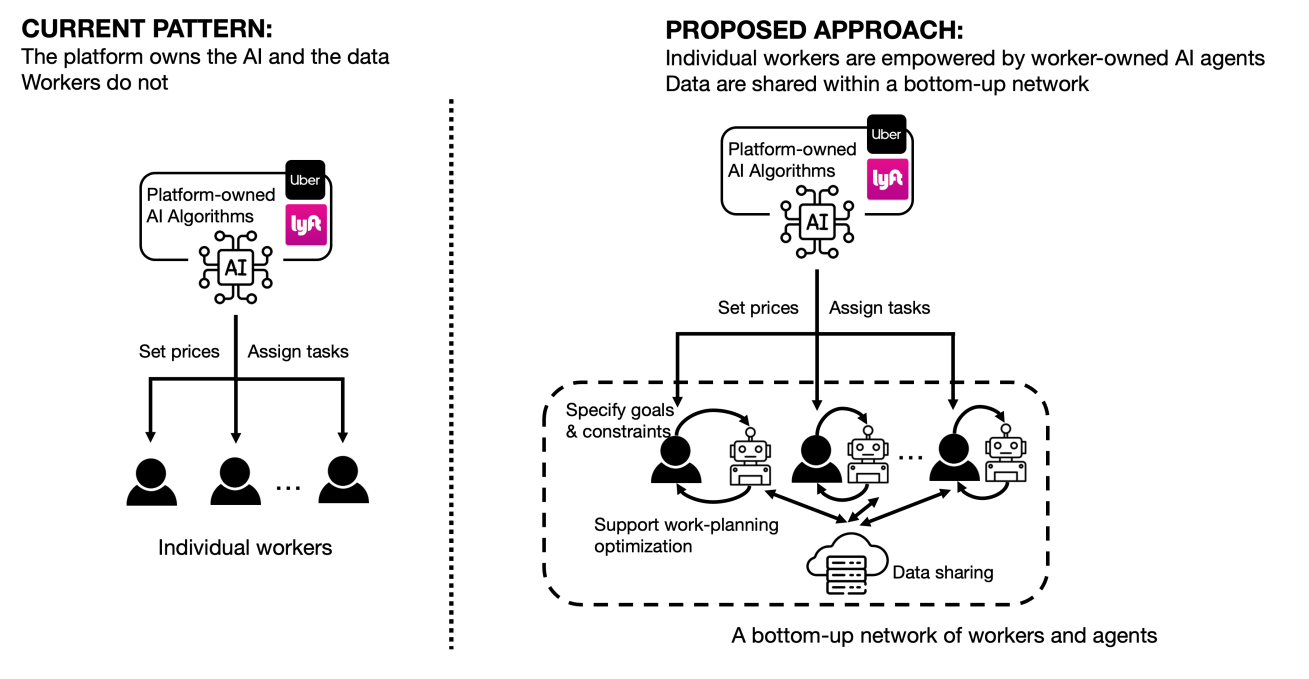 CURRENT PATTERN:
The platform owns the AI and the data
Workers do not
Platform-owned
AI Algorithms
Uber
lyft
AI
Set prices
Assign tasks
...
Individual workers
PROPOSED APPROACH:
Individual workers are empowered by worker-owned AI agents
Data are shared within a bottom-up network
Platform-owned
AI Algorithms
Uber
lyft
AI
Set prices
Assign tasks
Specify goals
& constraints
...
Support work-planning
optimization
Data sharing
A bottom-up network of workers and agents